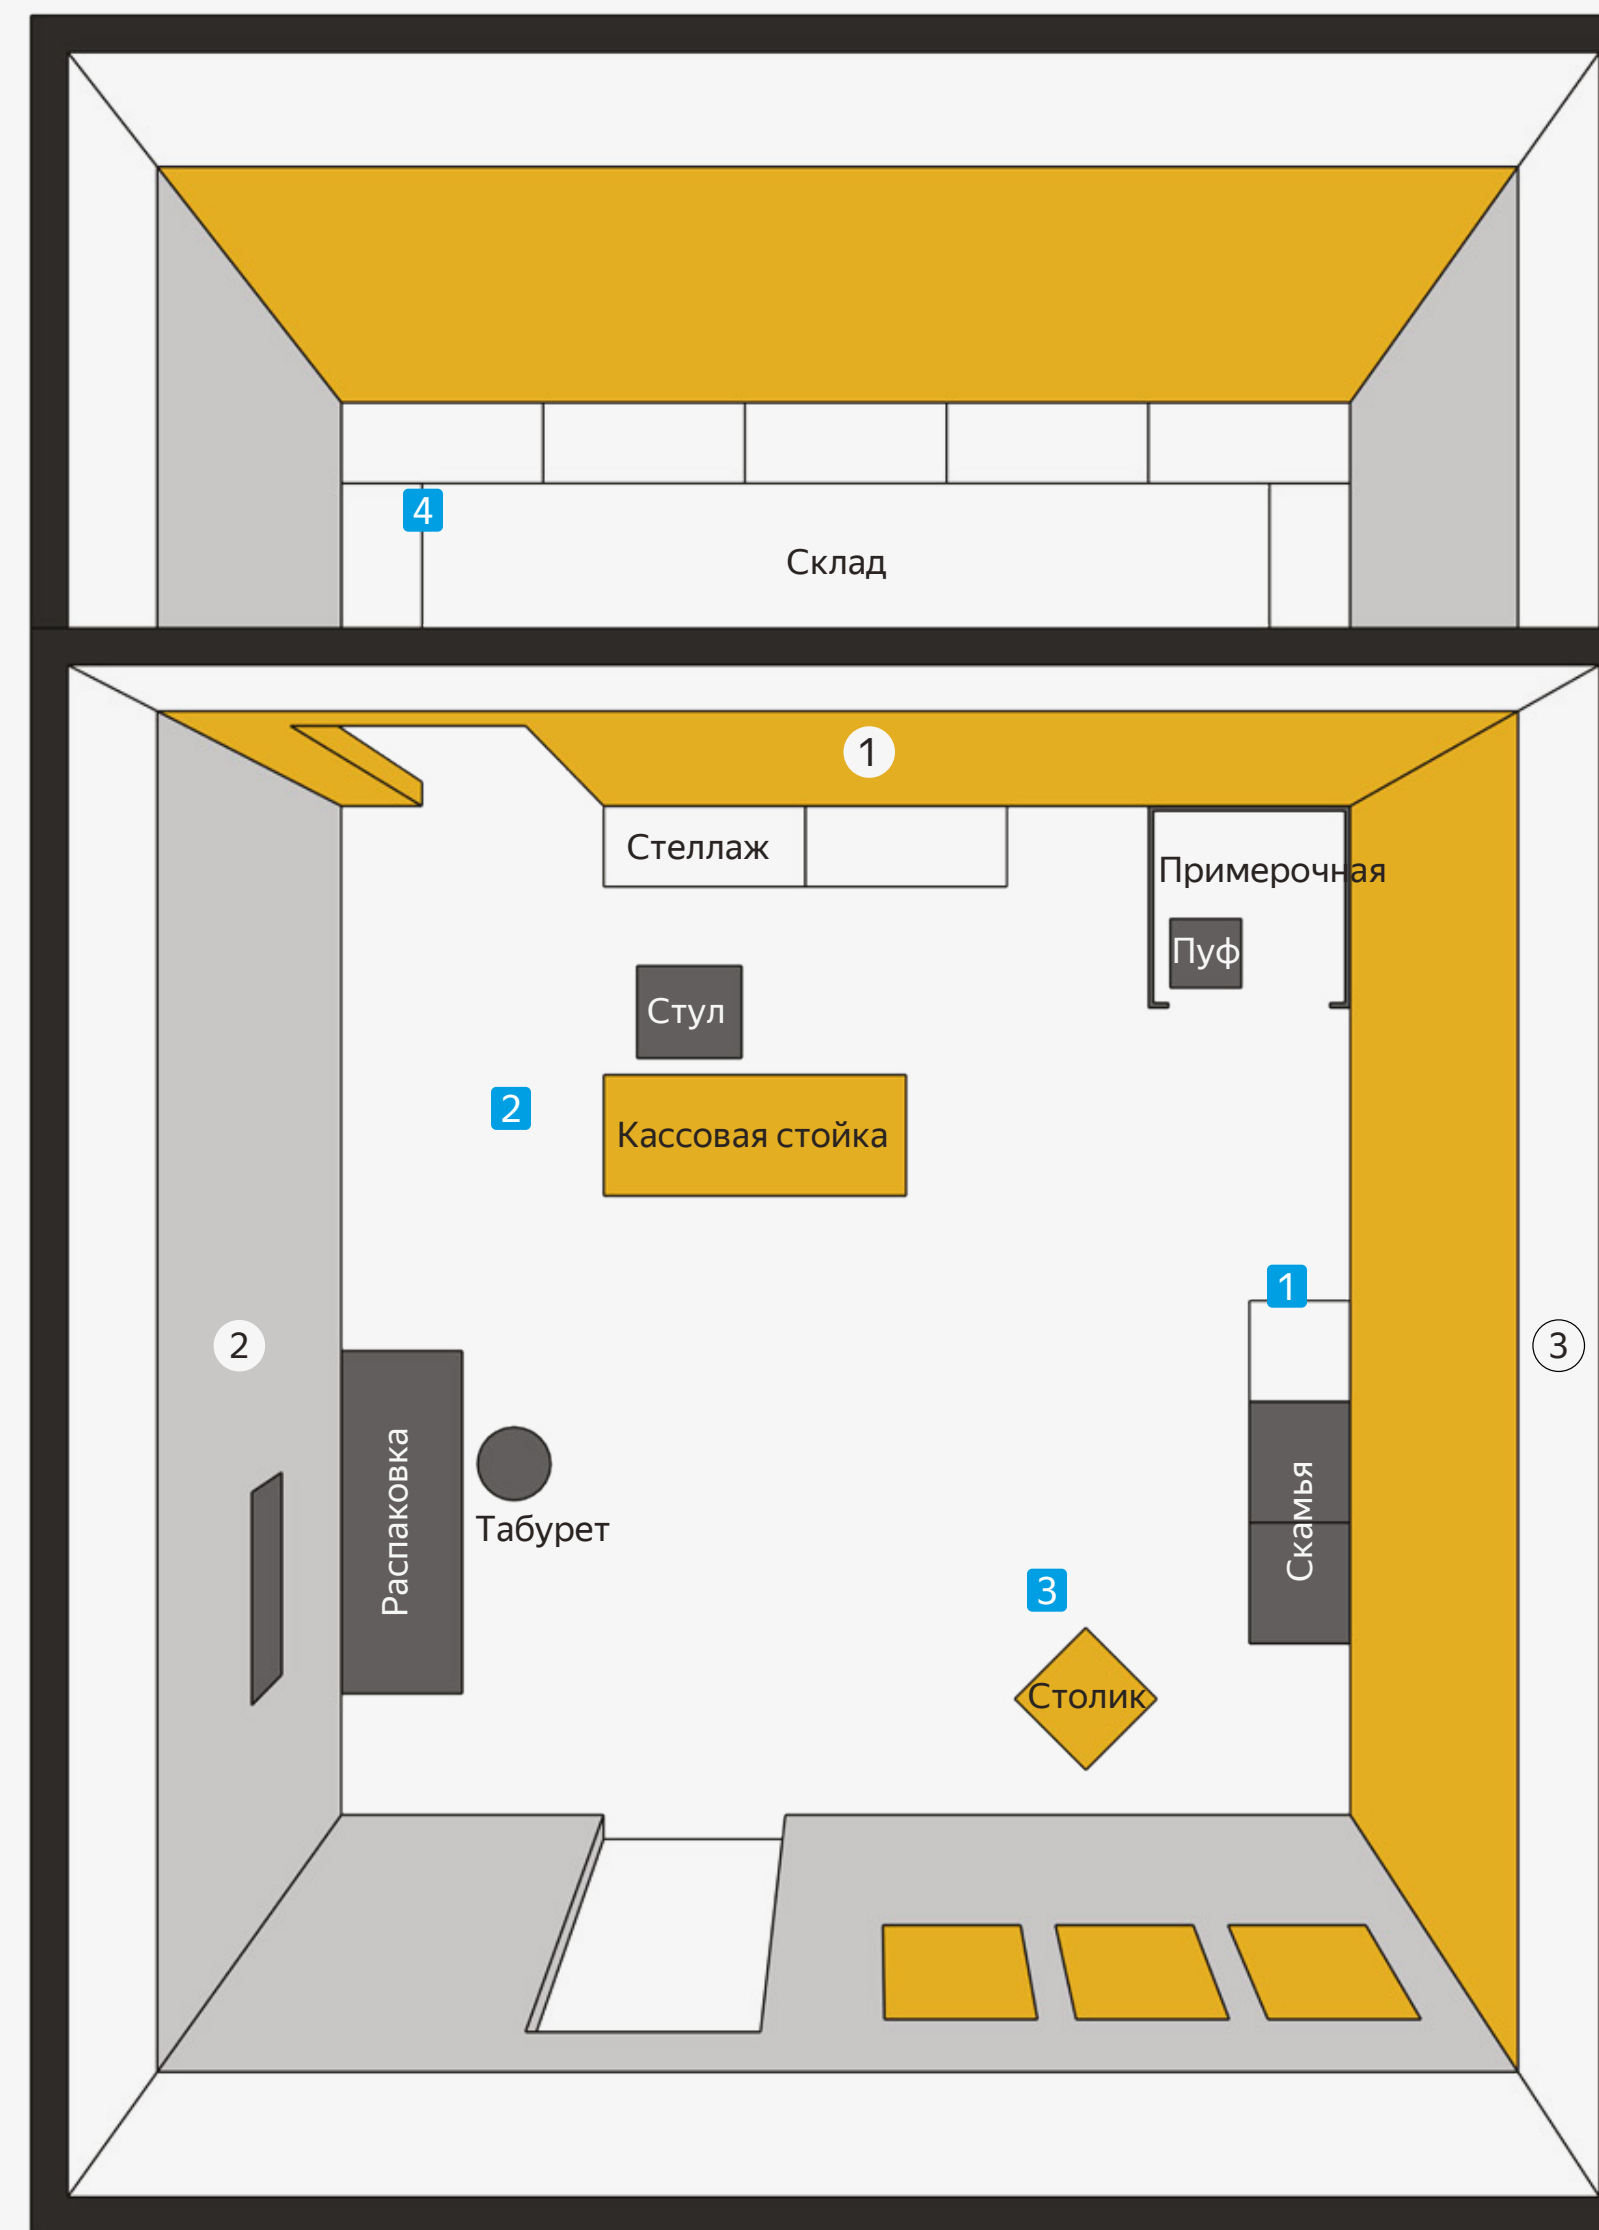 4
Склад
1
Стеллаж
Примерочная
Пуф
Стул
2
Кассовая стойка
1
2
3
Распаковка
Скамья
Табурет
3
Столик